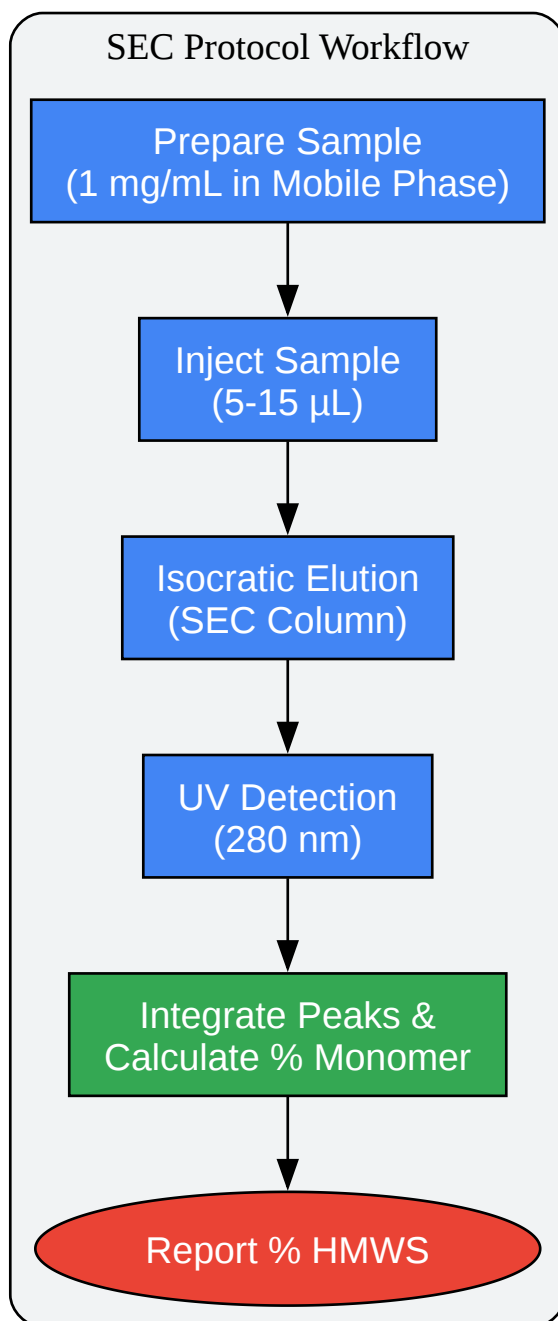 SEC Protocol Workflow
Prepare Sample
(1 mg/mL in Mobile Phase)
Inject Sample
(5-15 µL)
Isocratic Elution
(SEC Column)
UV Detection
(280 nm)
Integrate Peaks &
Calculate % Monomer
Report % HMWS